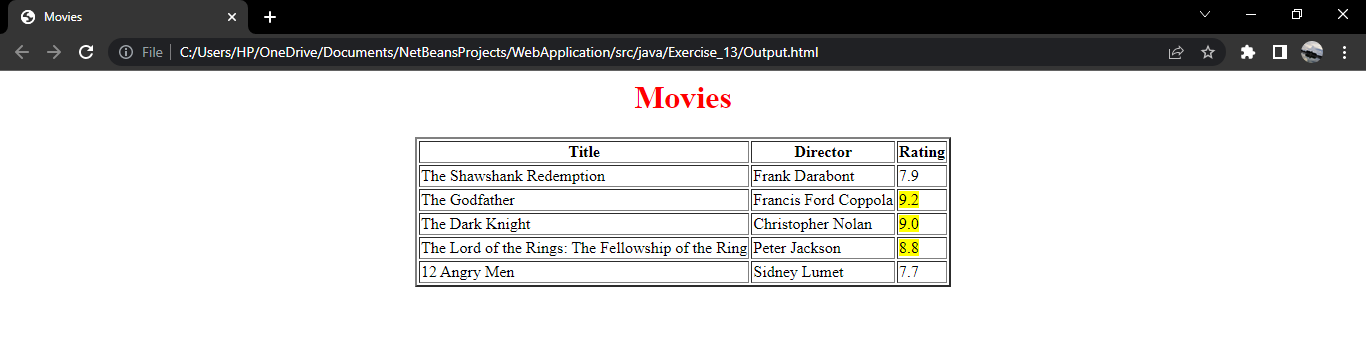 Movies
File C:/Users/HP/OneDrive/Documents/NetBeansProjects/WebApplication/src/java/Exercise_13/Output.html
Movies
Title Director Rating
The Shawshank Redemption Frank Darabont 7.9
The Godfather Francis Ford Coppola 9.2
The Dark Knight Christopher Nolan 9.0
The Lord of the Rings: The Fellowship of the Ring Peter Jackson 8.8
12 Angry Men Sidney Lumet 7.7